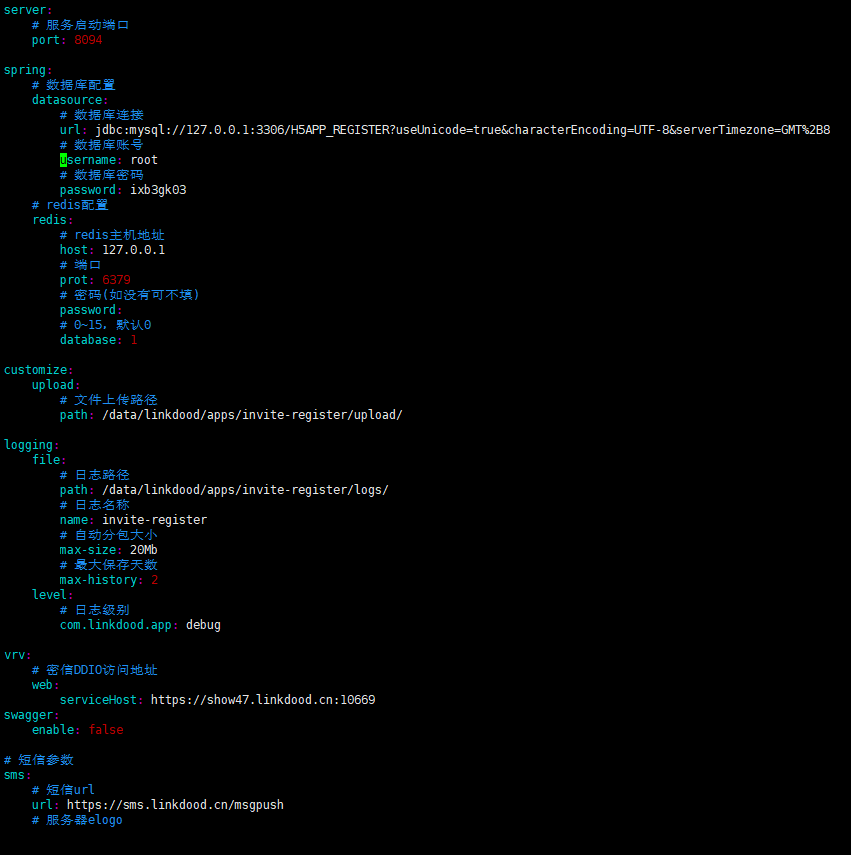 server:
# 服务启动端口
port: 8094
spring:
# 数据库配置
datasource:
# 数据库连接
url: jdbc:mysql://127.0.0.1:3306/H5APP_REGISTER?useUnicode=true&characterEncoding=UTF-8&serverTimezone=GMT%2B8
# 数据库账号
username: root
# 数据库密码
password: ixb3gk03
# redis配置
redis:
# redis主机地址
host: 127.0.0.1
# 端口
prot: 6379
# 密码(如没有可不填)
password:
# 0~15，默认0
database: 1
customize:
upload:
# 文件上传路径
path: /data/linkdood/apps/invite-register/upload/
logging:
file:
# 日志路径
path: /data/linkdood/apps/invite-register/logs/
# 日志名称
name: invite-register
# 自动分包大小
max-size: 20Mb
# 最大保存天数
max-history: 2
level:
# 日志级别
com.linkdood.app: debug
vrv:
# 密信DDIO访问地址
web:
serviceHost: https://show47.linkdood.cn:10669
swagger:
enable: false
# 短信参数
sms:
# 短信url
url: https://sms.linkdood.cn/msgpush
# 服务器elogo